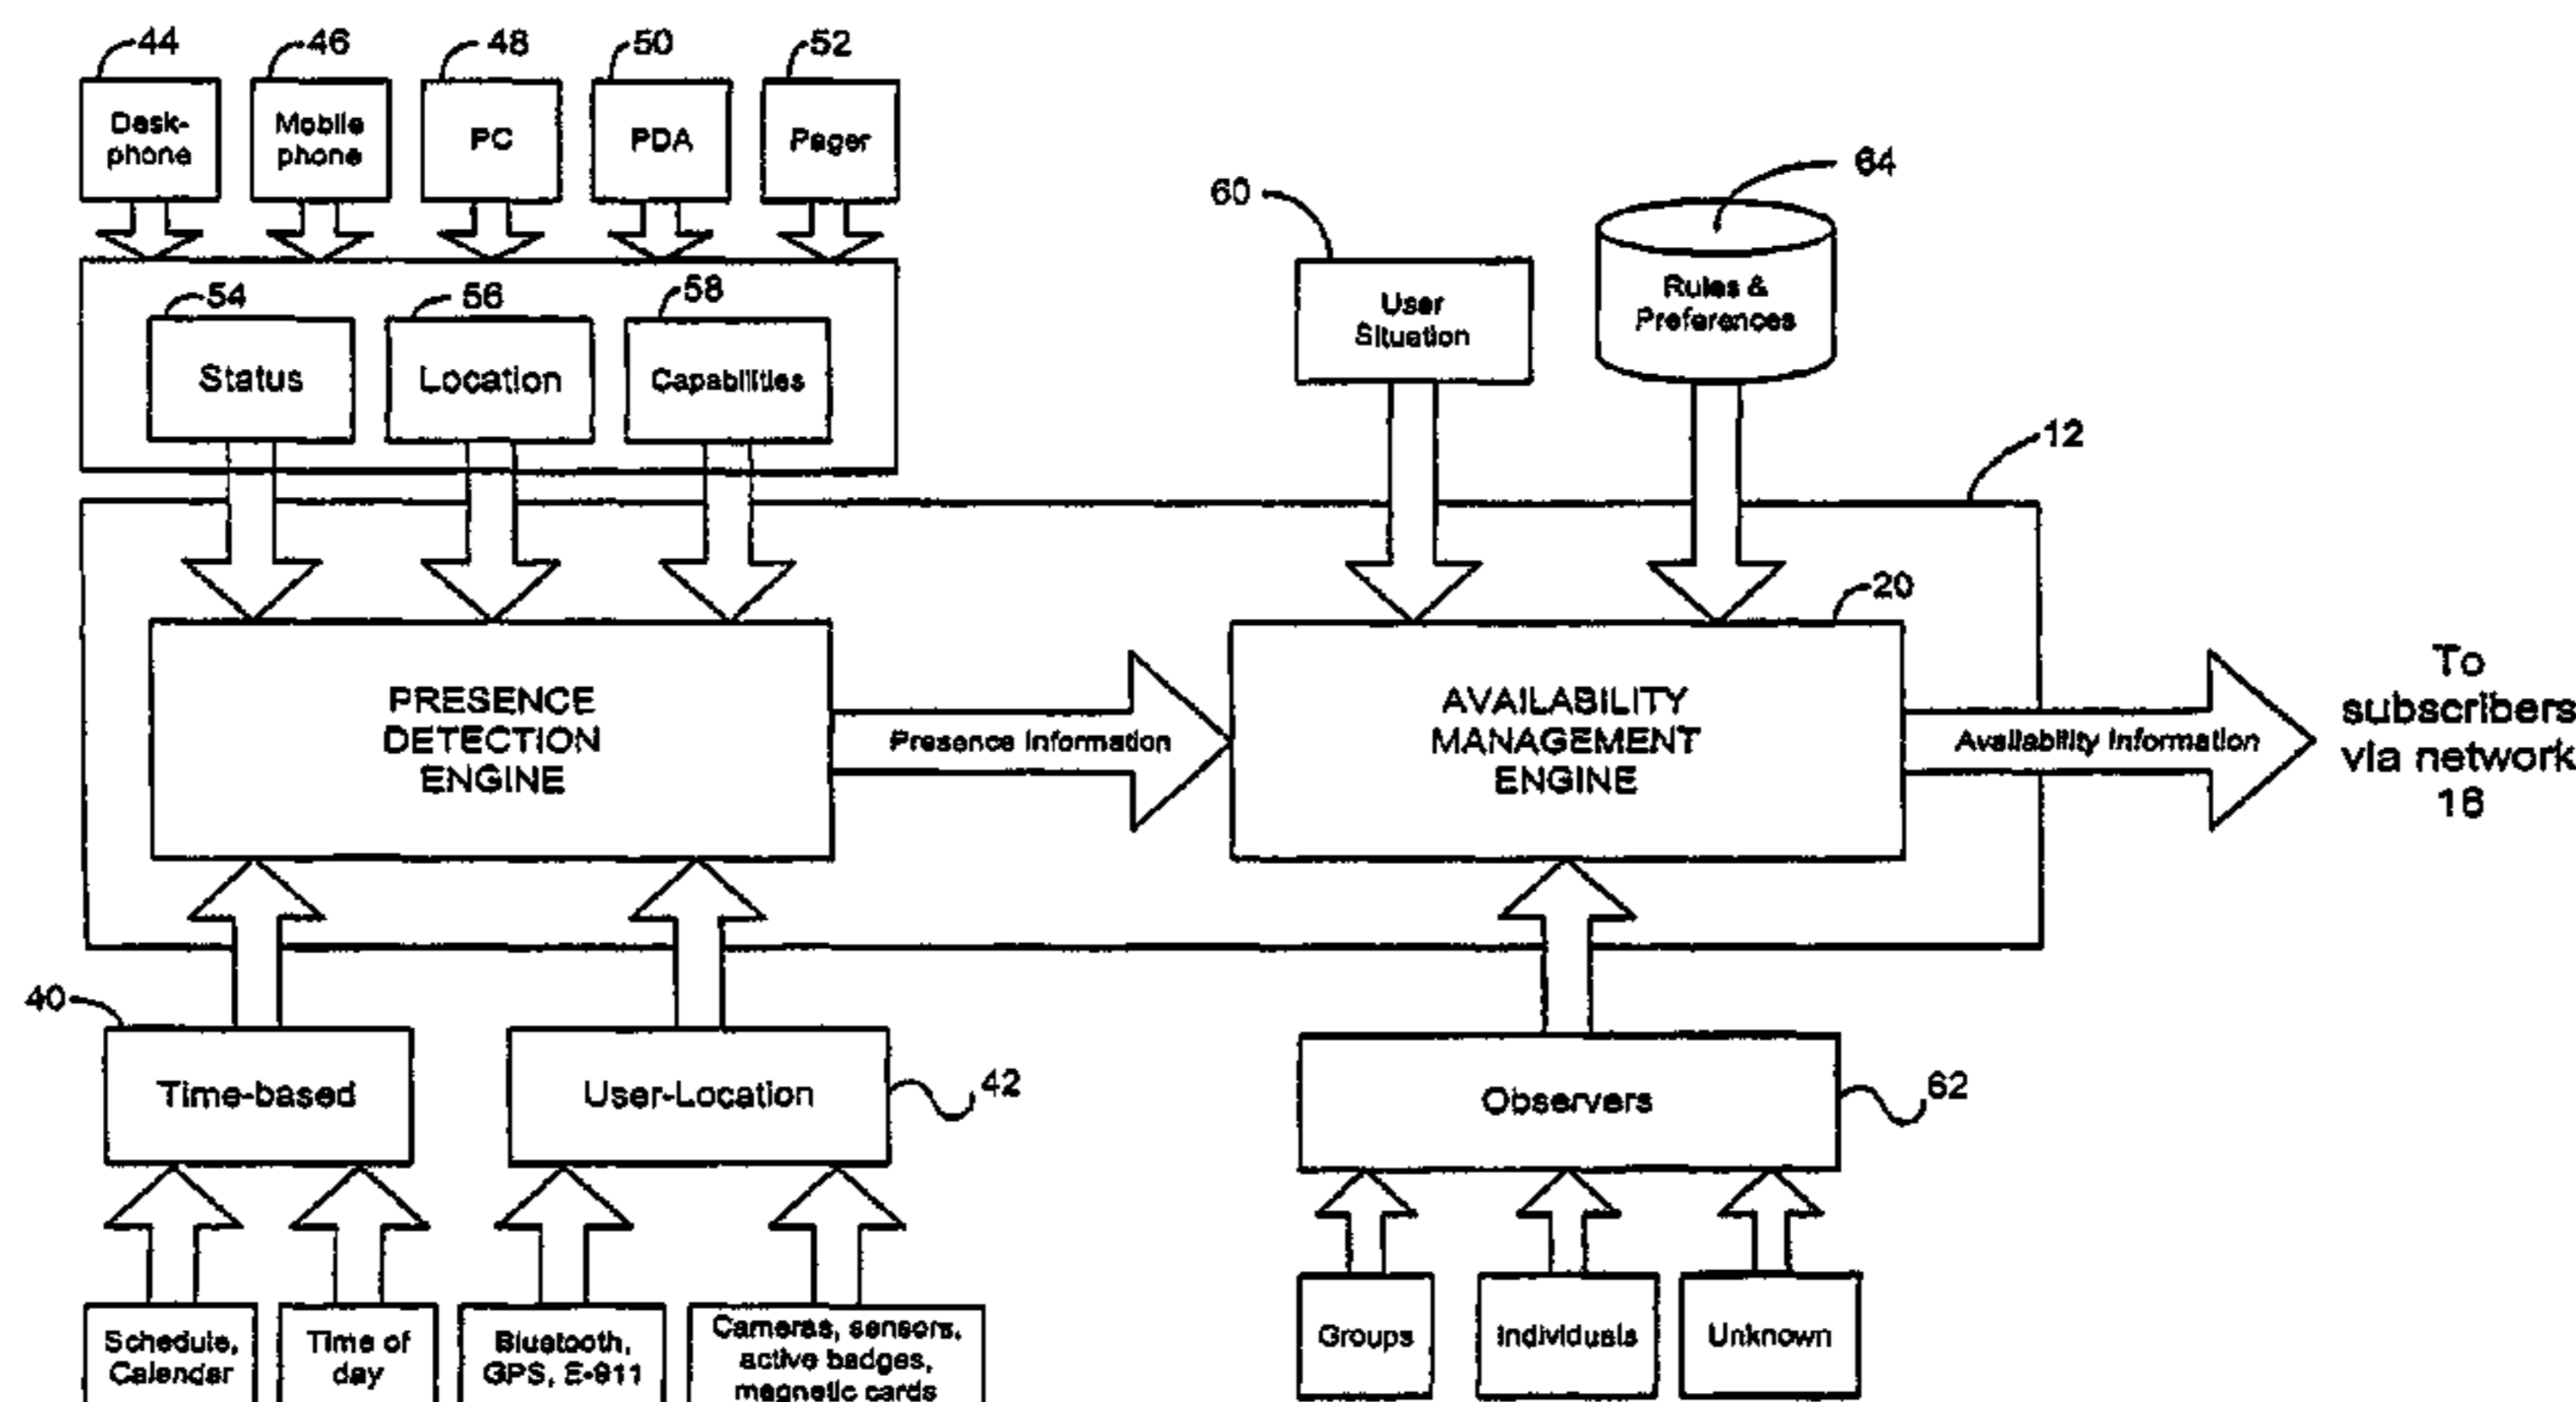 44
46
48
50
52
Desk-
phone
Mobile
phone
PC
PDA
Pager
54
56
58
Status
Location
Capabilities
60
User
Situation
64
Rules &
Preferences
12
20
PRESENCE
DETECTION
ENGINE
Presence Information
AVAILABILITY
MANAGEMENT
ENGINE
Availability Information
To
subscribers
via network
16
40
Time-based
User-Location
42
Observers
62
Schedule,
Calendar
Time of
day
Bluetooth,
GPS, E-911
Cameras, sensors,
active badges,
magnetic cards
Groups
Individuals
Unknown